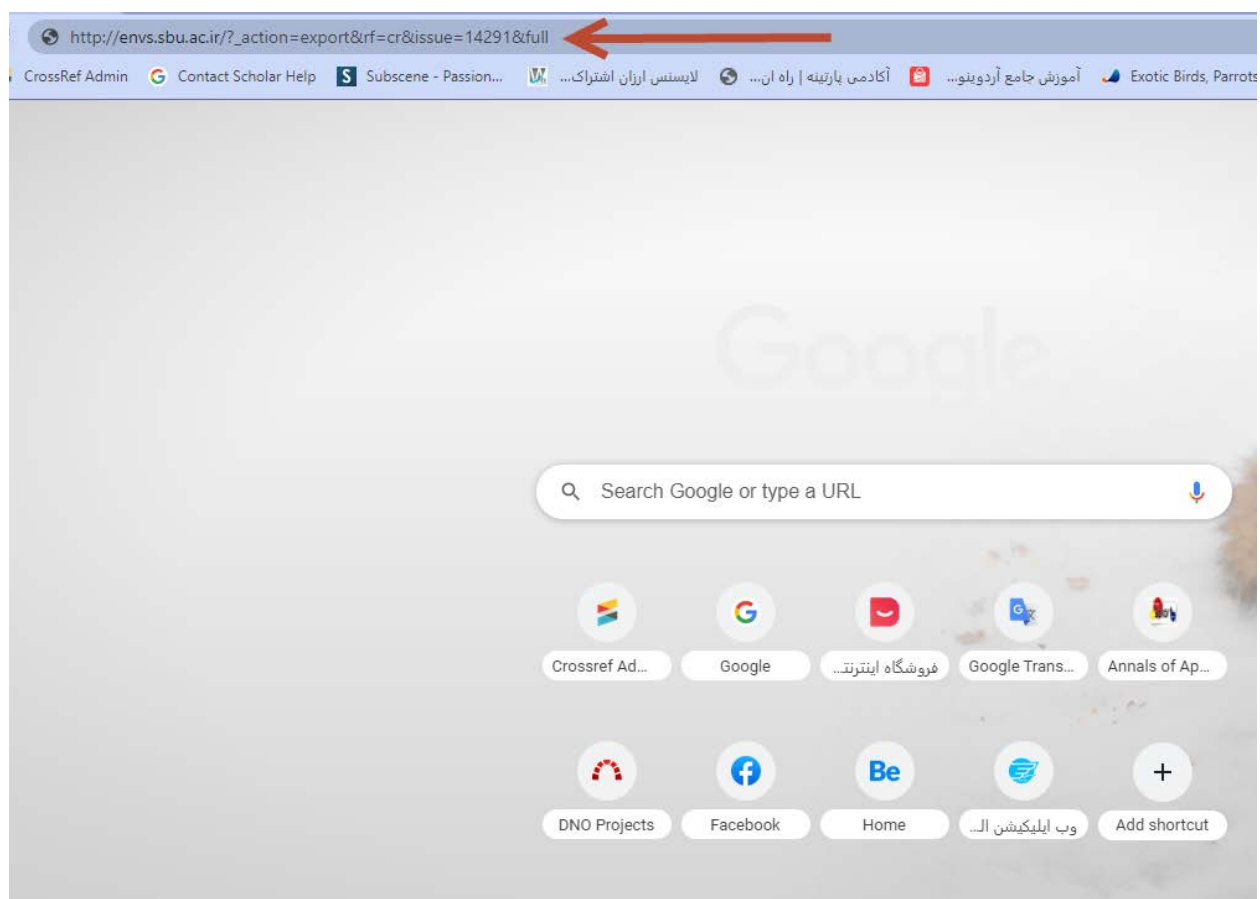 http://envs.sbu.ac.ir/?_action=export&rf=cr&issue=14291&full
CrossRef Admin Contact Scholar Help Subscene - Passion... لایسنس ارزان اشتراک... آکادمی پارتینه | راه ان... آموزش جامع آردوینو... Exotic Birds, Parrots
Google
Search Google or type a URL
Crossref Ad... Google فروشگاه اینترنتـ... Google Trans... Annals of Ap...
Be
DNO Projects Facebook Home وب اپلیکیشن الـ... Add shortcut